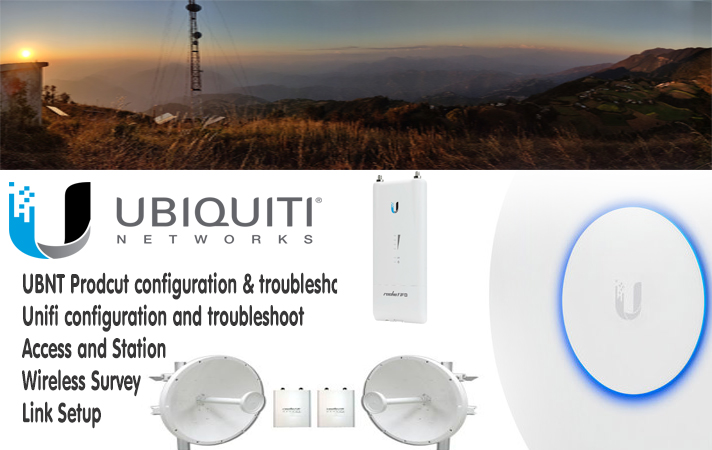 UBIQUITI®
NETWORKS
UBNT Prodcut configuration & troublesho
Unifi configuration and troubleshoot
Access and Station
Wireless Survey
Link Setup